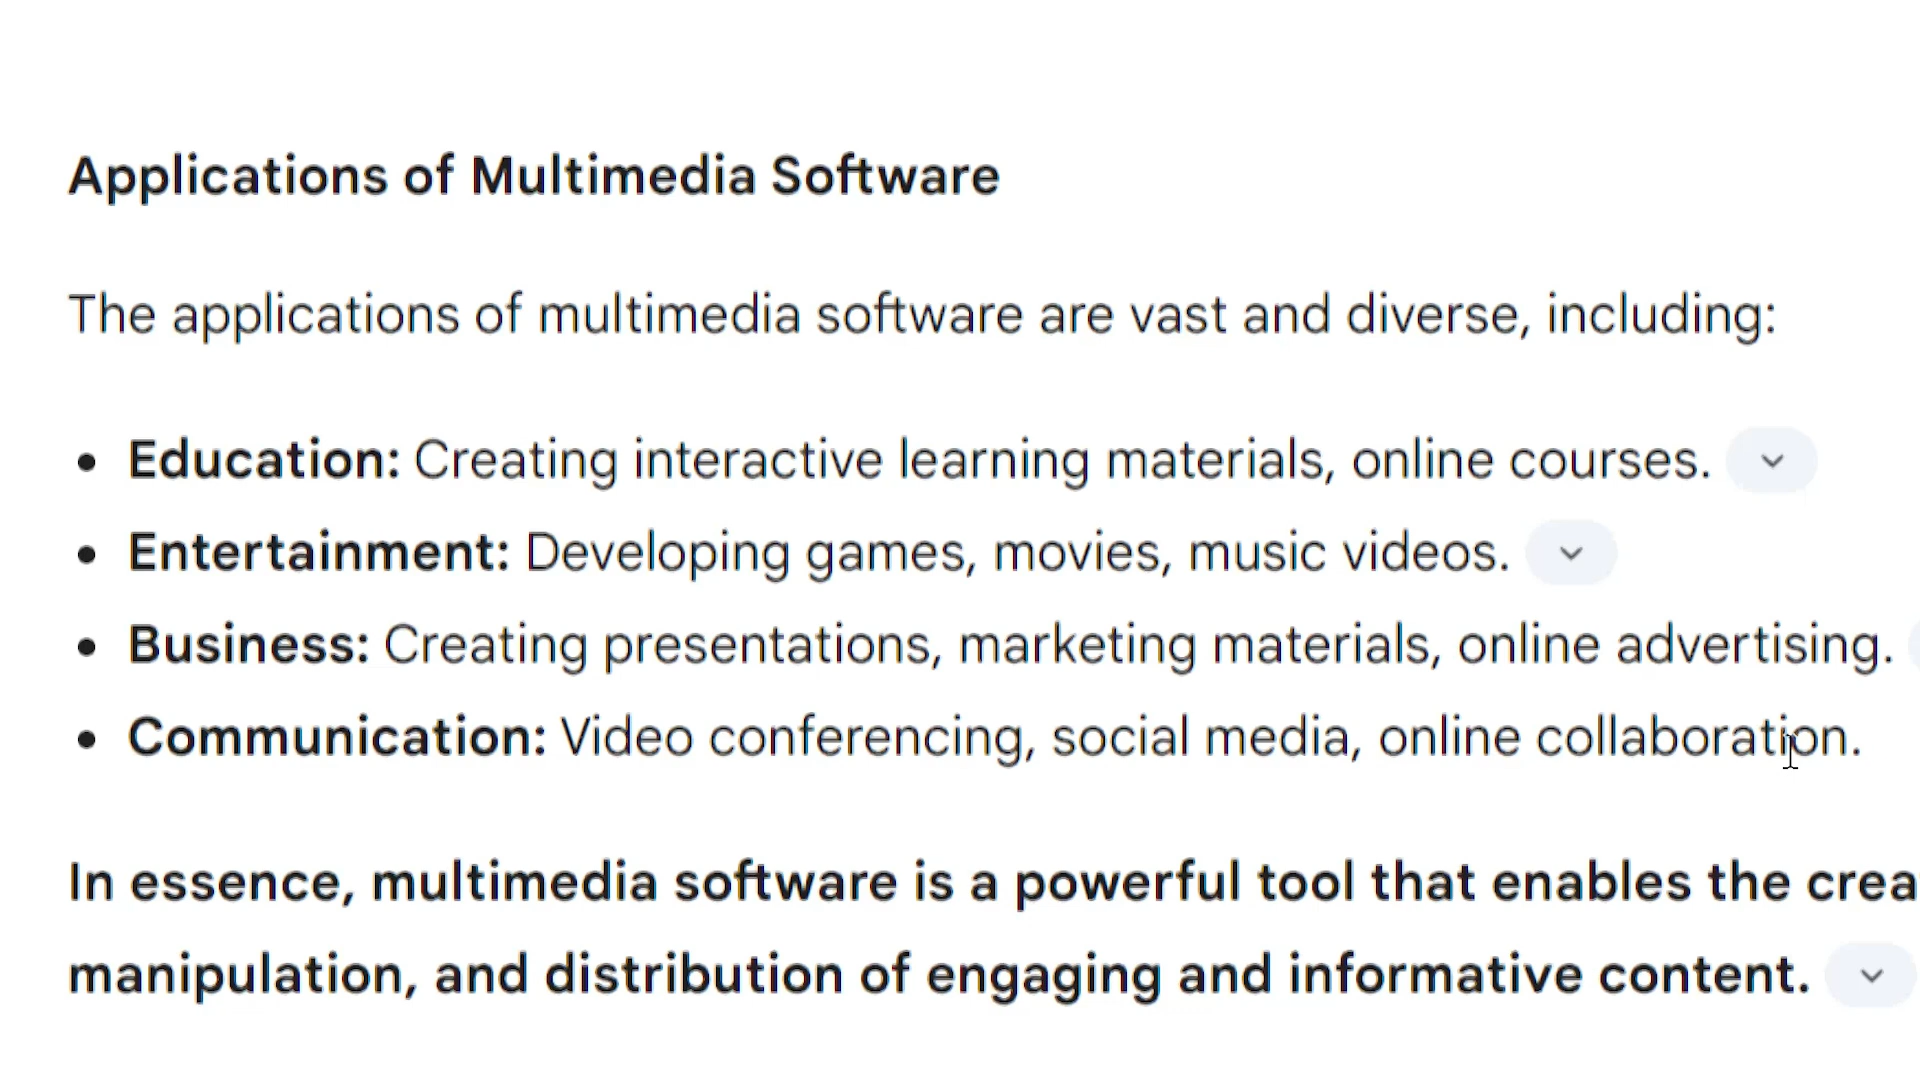 Applications of Multimedia Software
The applications of multimedia software are vast and diverse, including:
• Education: Creating interactive learning materials, online courses.
• Entertainment: Developing games, movies, music videos.
• Business: Creating presentations, marketing materials, online advertising.
• Communication: Video conferencing, social media, online collaboration.
In essence, multimedia software is a powerful tool that enables the
manipulation, and distribution of engaging and informative content.